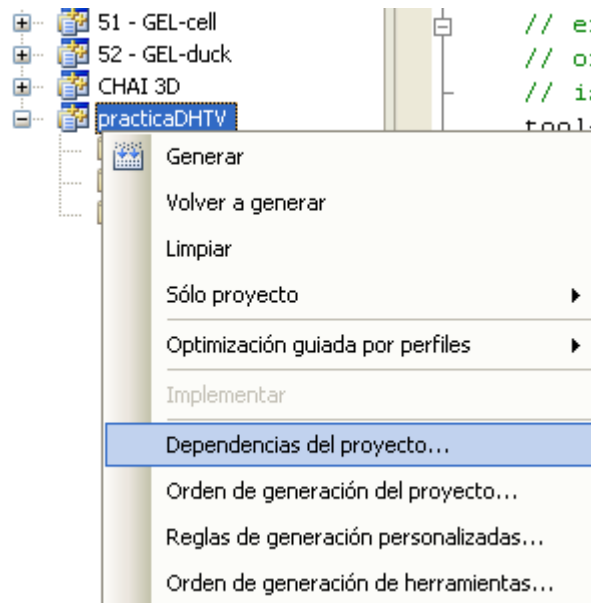 51 - GEL-cell
52 - GEL-duck
CHAI 3D
practicaDHTV
//
//
//
Generar
Volver a generar
Limpiar
Sólo proyecto
Optimización guiada por perfiles
Implementar
Dependencias del proyecto...
Orden de generación del proyecto...
Reglas de generación personalizadas...
Orden de generación de herramientas...